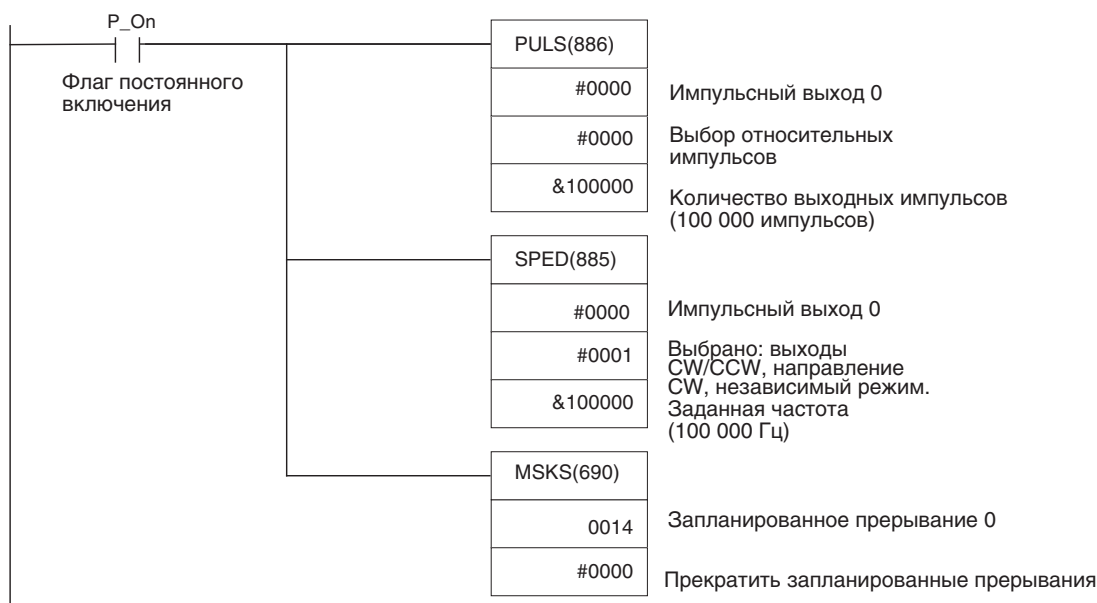 P_On
Флаг постоянного
включения
PULS(886)
#0000
Импульсный выход 0
#0000
Выбор относительных
импульсов
&100000
Количество выходных импульсов
(100 000 импульсов)
SPED(885)
#0000
Импульсный выход 0
#0001
Выбрано: выходы
CW/CCW, направление
CW, независимый режим.
&100000
Заданная частота
(100 000 Гц)
MSKS(690)
0014
Запланированное прерывание 0
#0000
Прекратить запланированные прерывания